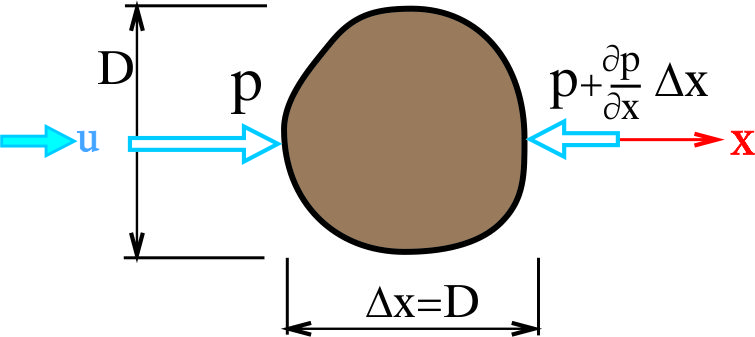 D
p
p+∂p/∂x Δx
u
x
Δx=D